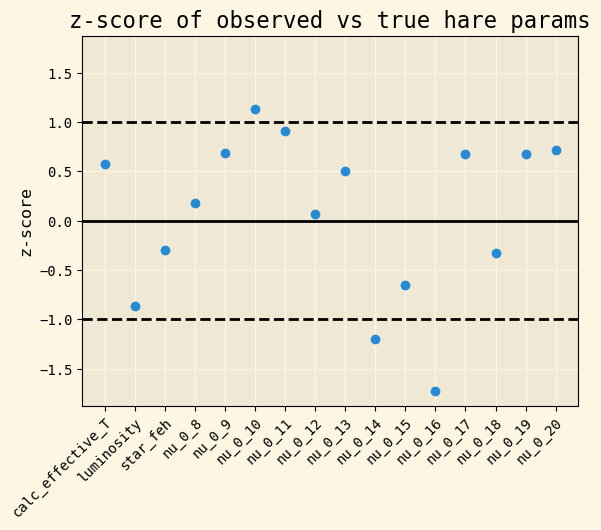 z-score of observed vs true hare params
z-score
1.5
1.0
0.5
0.0
−0.5
−1.0
−1.5
calc_effective_T
luminosity
star_feh
nu_0_8
nu_0_9
nu_0_10
nu_0_11
nu_0_12
nu_0_13
nu_0_14
nu_0_15
nu_0_16
nu_0_17
nu_0_18
nu_0_19
nu_0_20